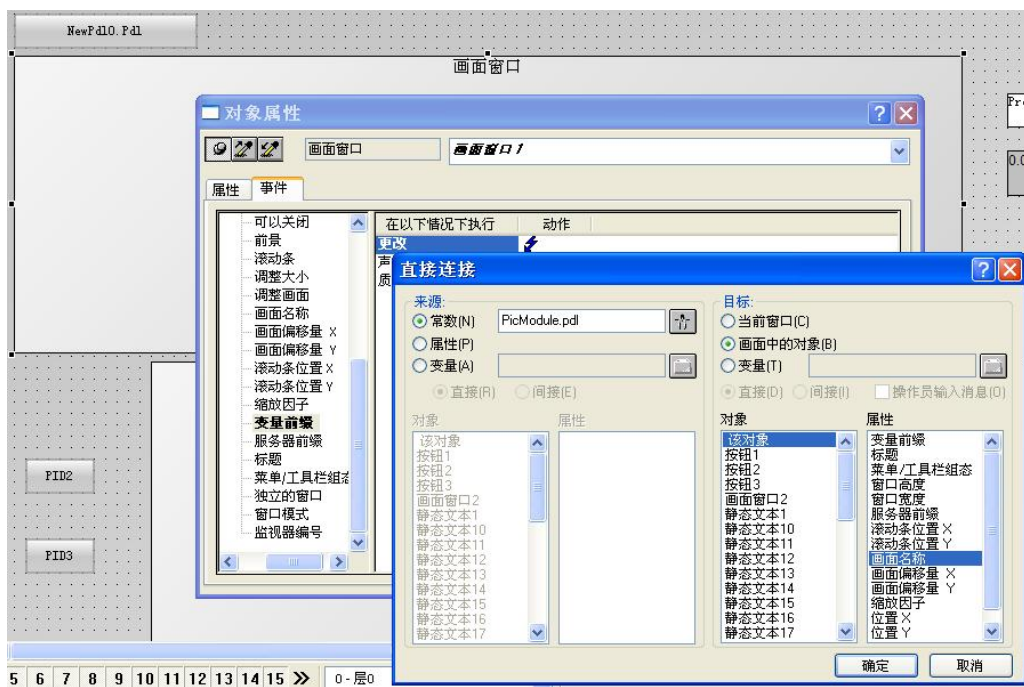 NewPdl0.Pdl
画面窗口
Pre
0.0
对象属性
画面窗口
画面窗口1
属性
事件
可以关闭
前景
滚动条
调整大小
调整画面
画面名称
画面偏移量 X
画面偏移量 Y
滚动条位置 X
滚动条位置 Y
缩放因子
变量前缀
服务器前缀
标题
菜单/工具栏组态
独立的窗口
窗口模式
监视器编号
在以下情况下执行
动作
更改
声
质
直接连接
来源:
常数(N)
PicModule.pdl
属性(P)
变量(A)
直接(R)
间接(E)
对象
属性
该对象
按钮1
按钮2
按钮3
画面窗口2
静态文本1
静态文本10
静态文本11
静态文本12
静态文本13
静态文本14
静态文本15
静态文本16
静态文本17
目标:
当前窗口(C)
画面中的对象(B)
变量(T)
直接(D)
间接(I)
操作员输入消息(O)
对象
属性
该对象
按钮1
按钮2
按钮3
画面窗口2
静态文本1
静态文本10
静态文本11
静态文本12
静态文本13
静态文本14
静态文本15
静态文本16
静态文本17
变量前缀
标题
菜单/工具栏组态
窗口高度
窗口宽度
服务器前缀
滚动条位置 X
滚动条位置 Y
画面名称
画面偏移量 X
画面偏移量 Y
缩放因子
位置 X
位置 Y
确定
取消
PID2
PID3
5 6 7 8 9 10 11 12 13 14 15
0 - 层0